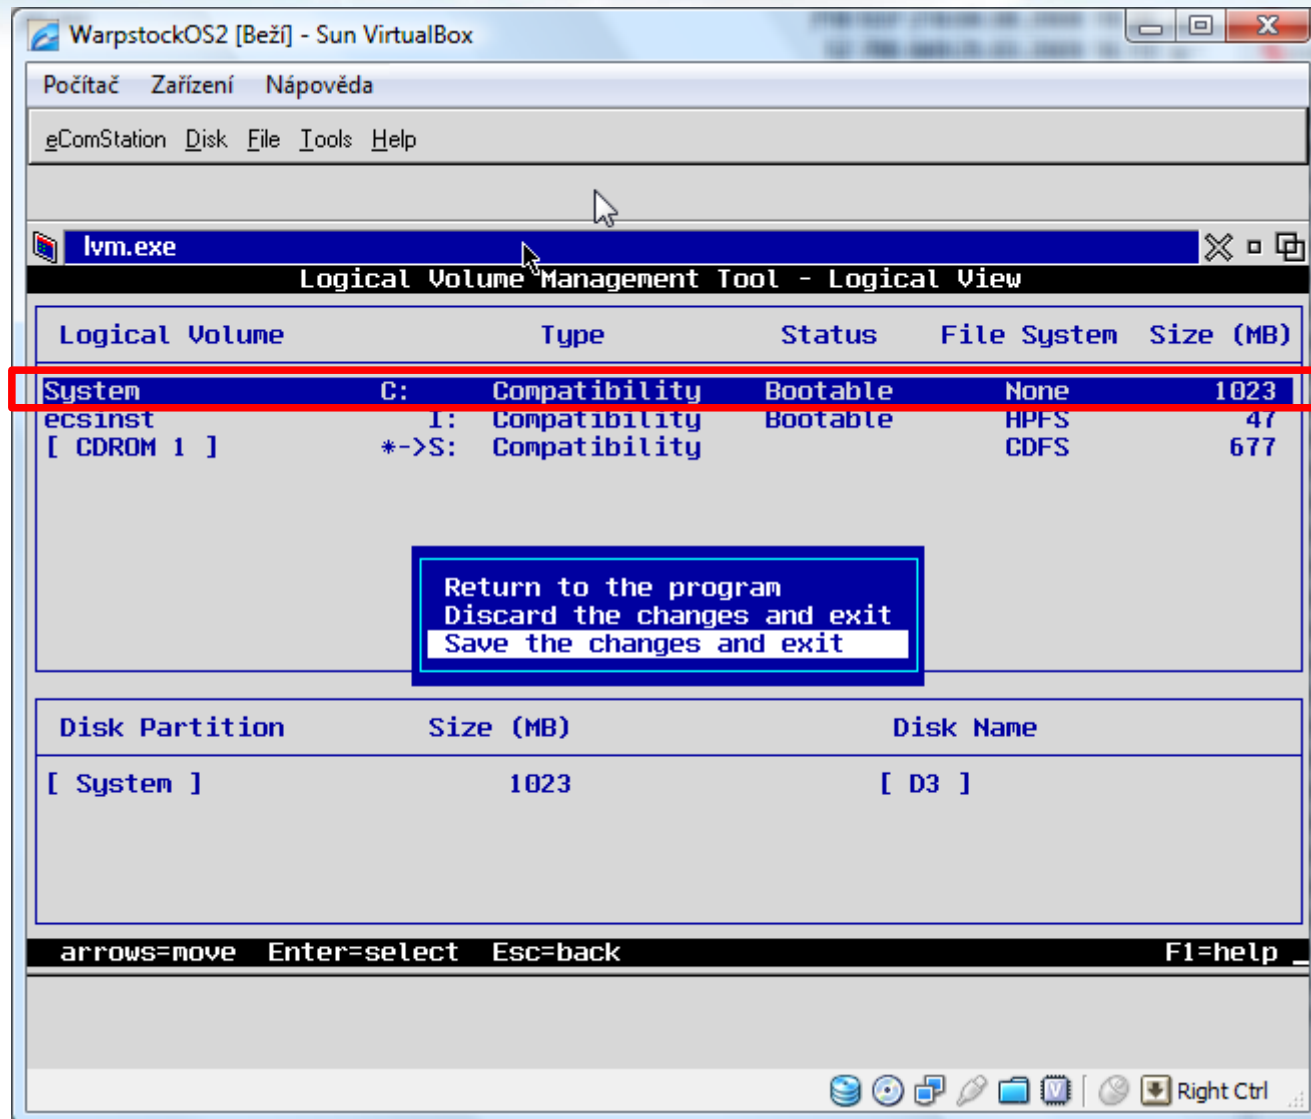 WarpstockOS2 [Beží] - Sun VirtualBox
Počítač Zařízení Nápověda
eComStation Disk File Tools Help
lvm.exe
Logical Volume Management Tool - Logical View
Logical Volume Type Status File System Size (MB)
System C: Compatibility Bootable None 1023
ecsinst I: Compatibility Bootable HPFS 47
[ CDROM 1 ] *->S: Compatibility CDFS 677
Return to the program
Discard the changes and exit
Save the changes and exit
Disk Partition Size (MB) Disk Name
[ System ] 1023 [ D3 ]
arrows=move Enter=select Esc=back F1=help _
Right Ctrl